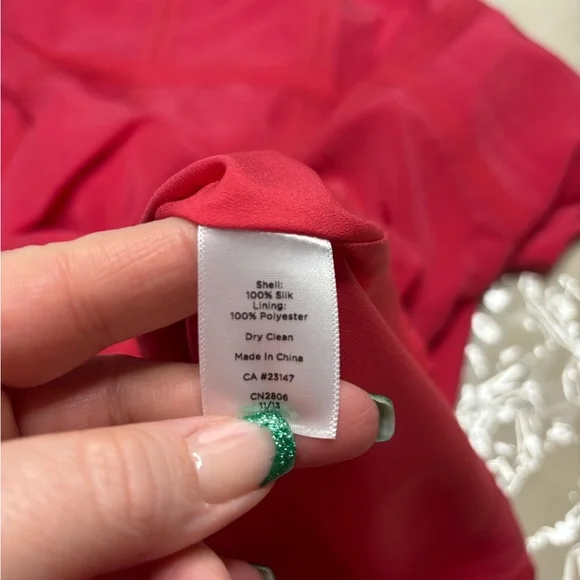 Shell:
100% Silk
Lining:
100% Polyester
Dry Clean
Made In China
CA #23147
CN2806
11/13